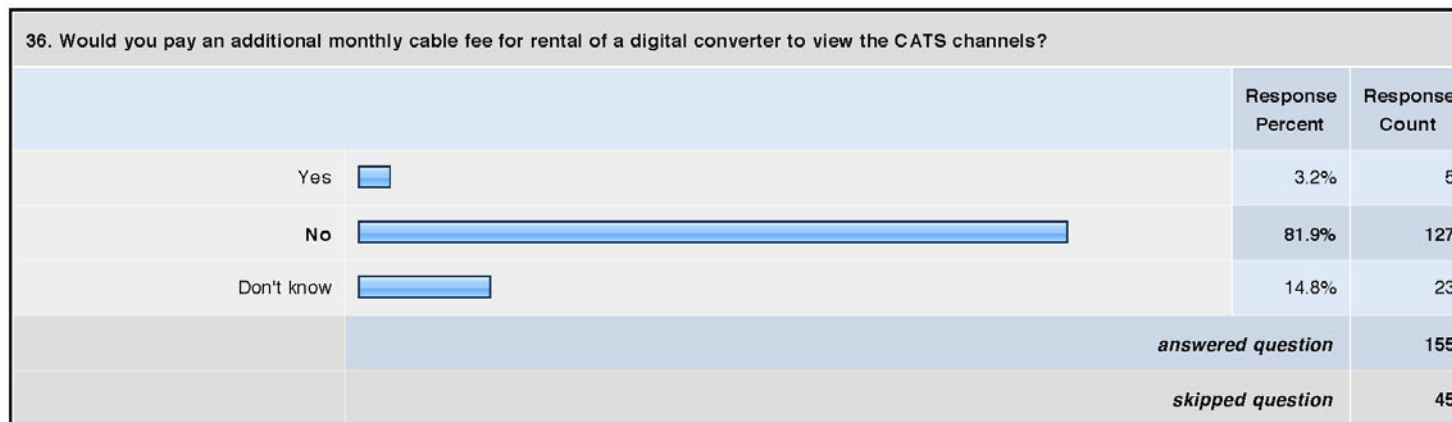 36. Would you pay an additional monthly cable fee for rental of a digital converter to view the CATS channels?
Response Percent
Response Count
Yes 3.2% 5
No 81.9% 127
Don't know 14.8% 23
answered question 155
skipped question 45